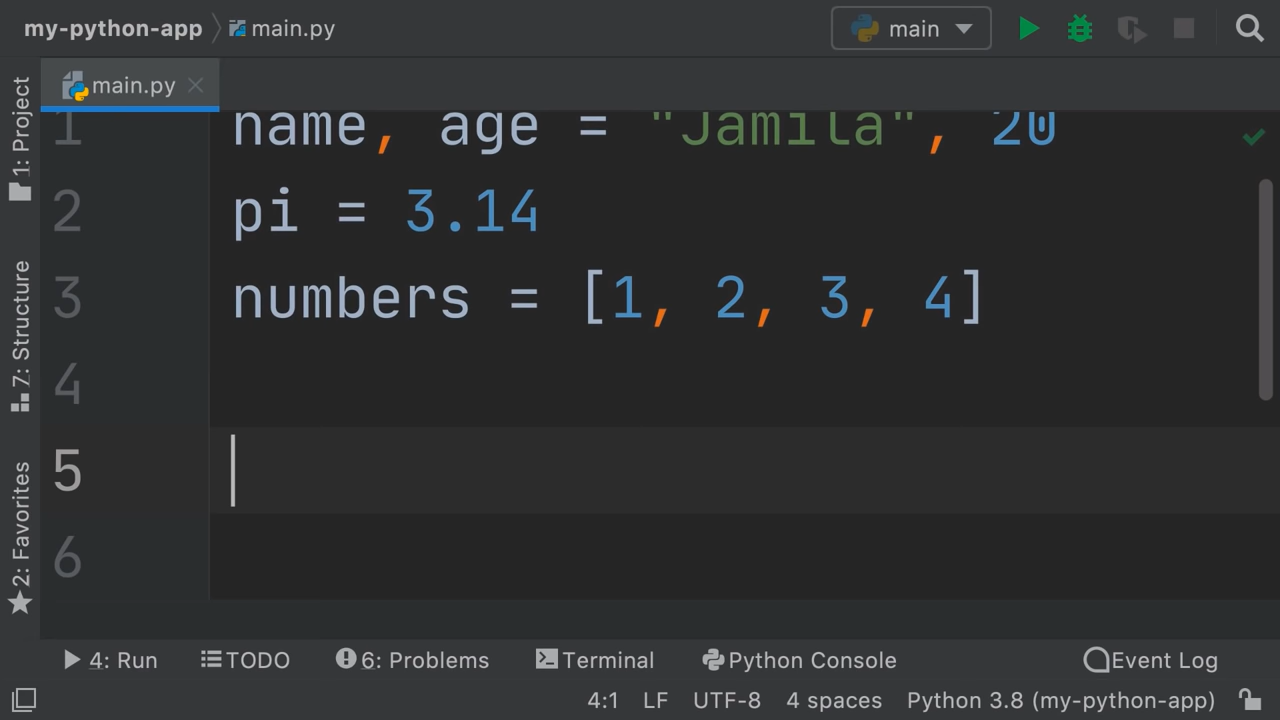 my-python-app main.py main
main.py
1: Project
7: Structure
2: Favorites
1 name, age = "Jamila", 20
2 pi = 3.14
3 numbers = [1, 2, 3, 4]
4
5
6
4: Run TODO 6: Problems Terminal Python Console Event Log
4:1 LF UTF-8 4 spaces Python 3.8 (my-python-app)